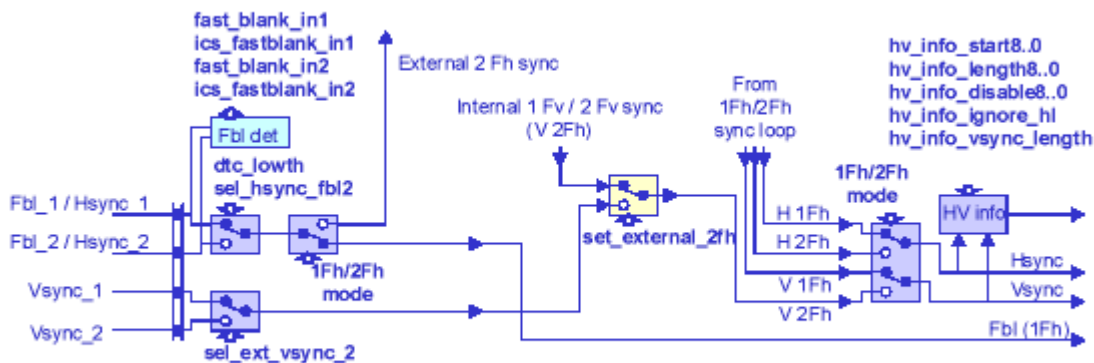 fast_blank_in1
ics_fastblank_in1
fast_blank_in2
ics_fastblank_in2
External 2 Fh sync
Fbl det
dtc_lowth
sel_hsync_fbl2
Fbl_1 / Hsync_1
Fbl_2 / Hsync_2
1Fh/2Fh
mode
Vsync_1
Vsync_2
sel_ext_vsync_2
Internal 1 Fv / 2 Fv sync
(V 2Fh)
set_external_2fh
From
1Fh/2Fh
sync loop
hv_info_start8..0
hv_info_length8..0
hv_info_disable8..0
hv_info_ignore_hl
hv_info_vsync_length
1Fh/2Fh
mode
HV info
H 1Fh
H 2Fh
V 1Fh
V 2Fh
Hsync
Vsync
Fbl (1Fh)